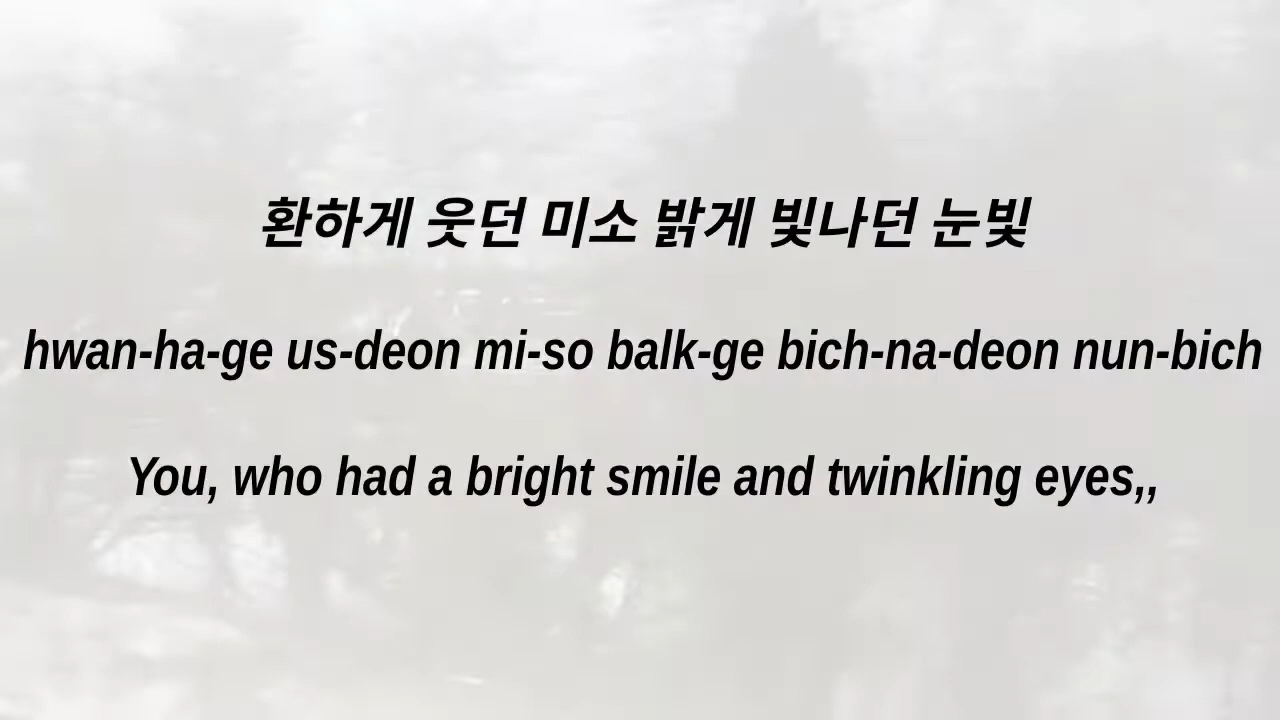 환하게 웃던 미소 밝게 빛나던 눈빛
hwan-ha-ge us-deon mi-so balk-ge bich-na-deon nun-bich
You, who had a bright smile and twinkling eyes,,